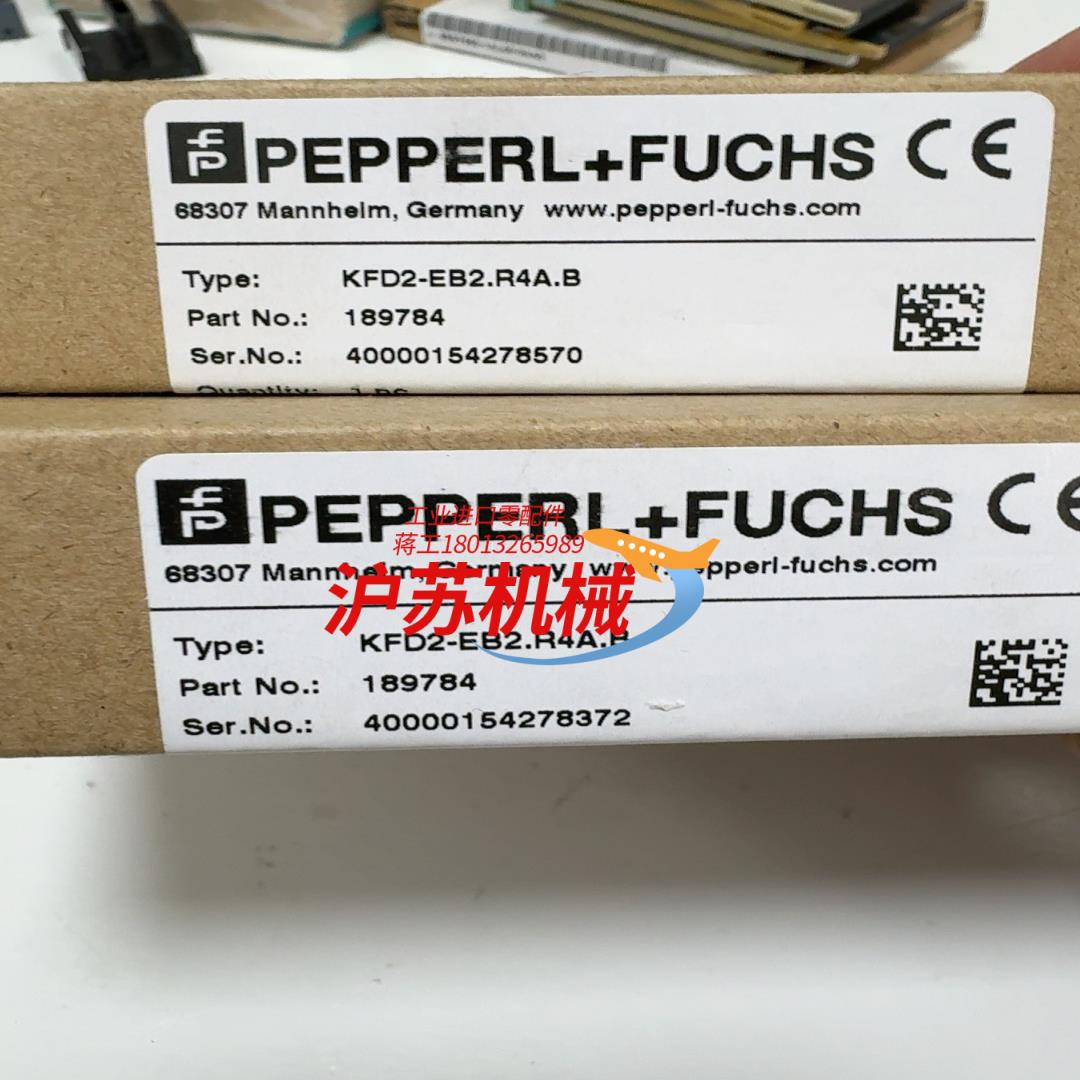 PEPPERL+FUCHS CE
68307 Mannheim, Germany www.pepperl-fuchs.com
Type: KFD2-EB2.R4A.B
Part No.: 189784
Ser.No.: 40000154278570
Quantity: 1 pc
PEPPERL+FUCHS CE
工业进口零配件
蒋工18013265989
68307 Mannheim, Germany www.pepperl-fuchs.com
沪苏机械
Type: KFD2-EB2.R4A.B
Part No.: 189784
Ser.No.: 40000154278372